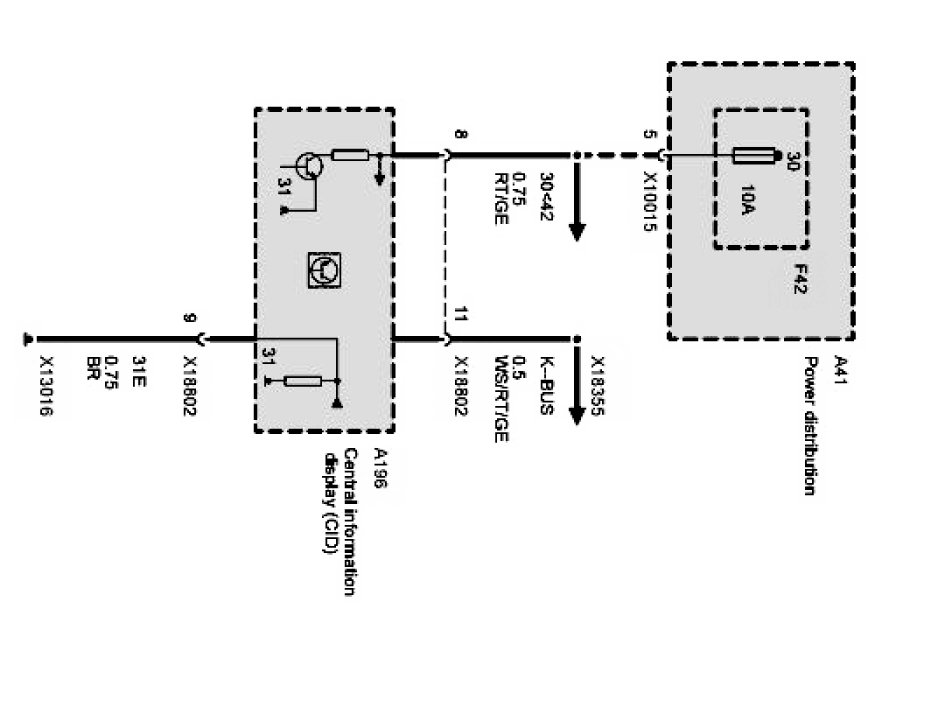 A41
Power distribution
F42
30
10A
5
X10015
X18355
8
30<42
0.75
RT/GE
11
K--BUS
0.5
WS/RT/GE
X18802
31
31
A196
Central information
display (CID)
9
X18802
31E
0.75
BR
X13016